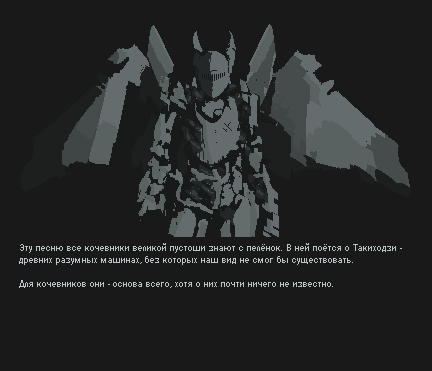 Эту песню все кочевники великой пустоши знают с пелёнок. В ней поётся о Такиходзи -
древних разумных машинах, без которых наш вид не смог бы существовать.
Для кочевников они - основа всего, хотя о них почти ничего не известно.